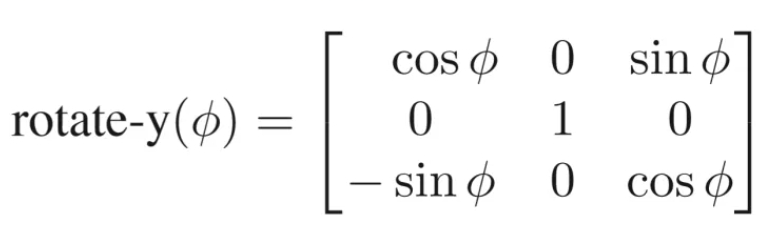 cos ϕ 0 sin ϕ
rotate-y(ϕ) = 0 1 0
− sin ϕ 0 cos ϕ